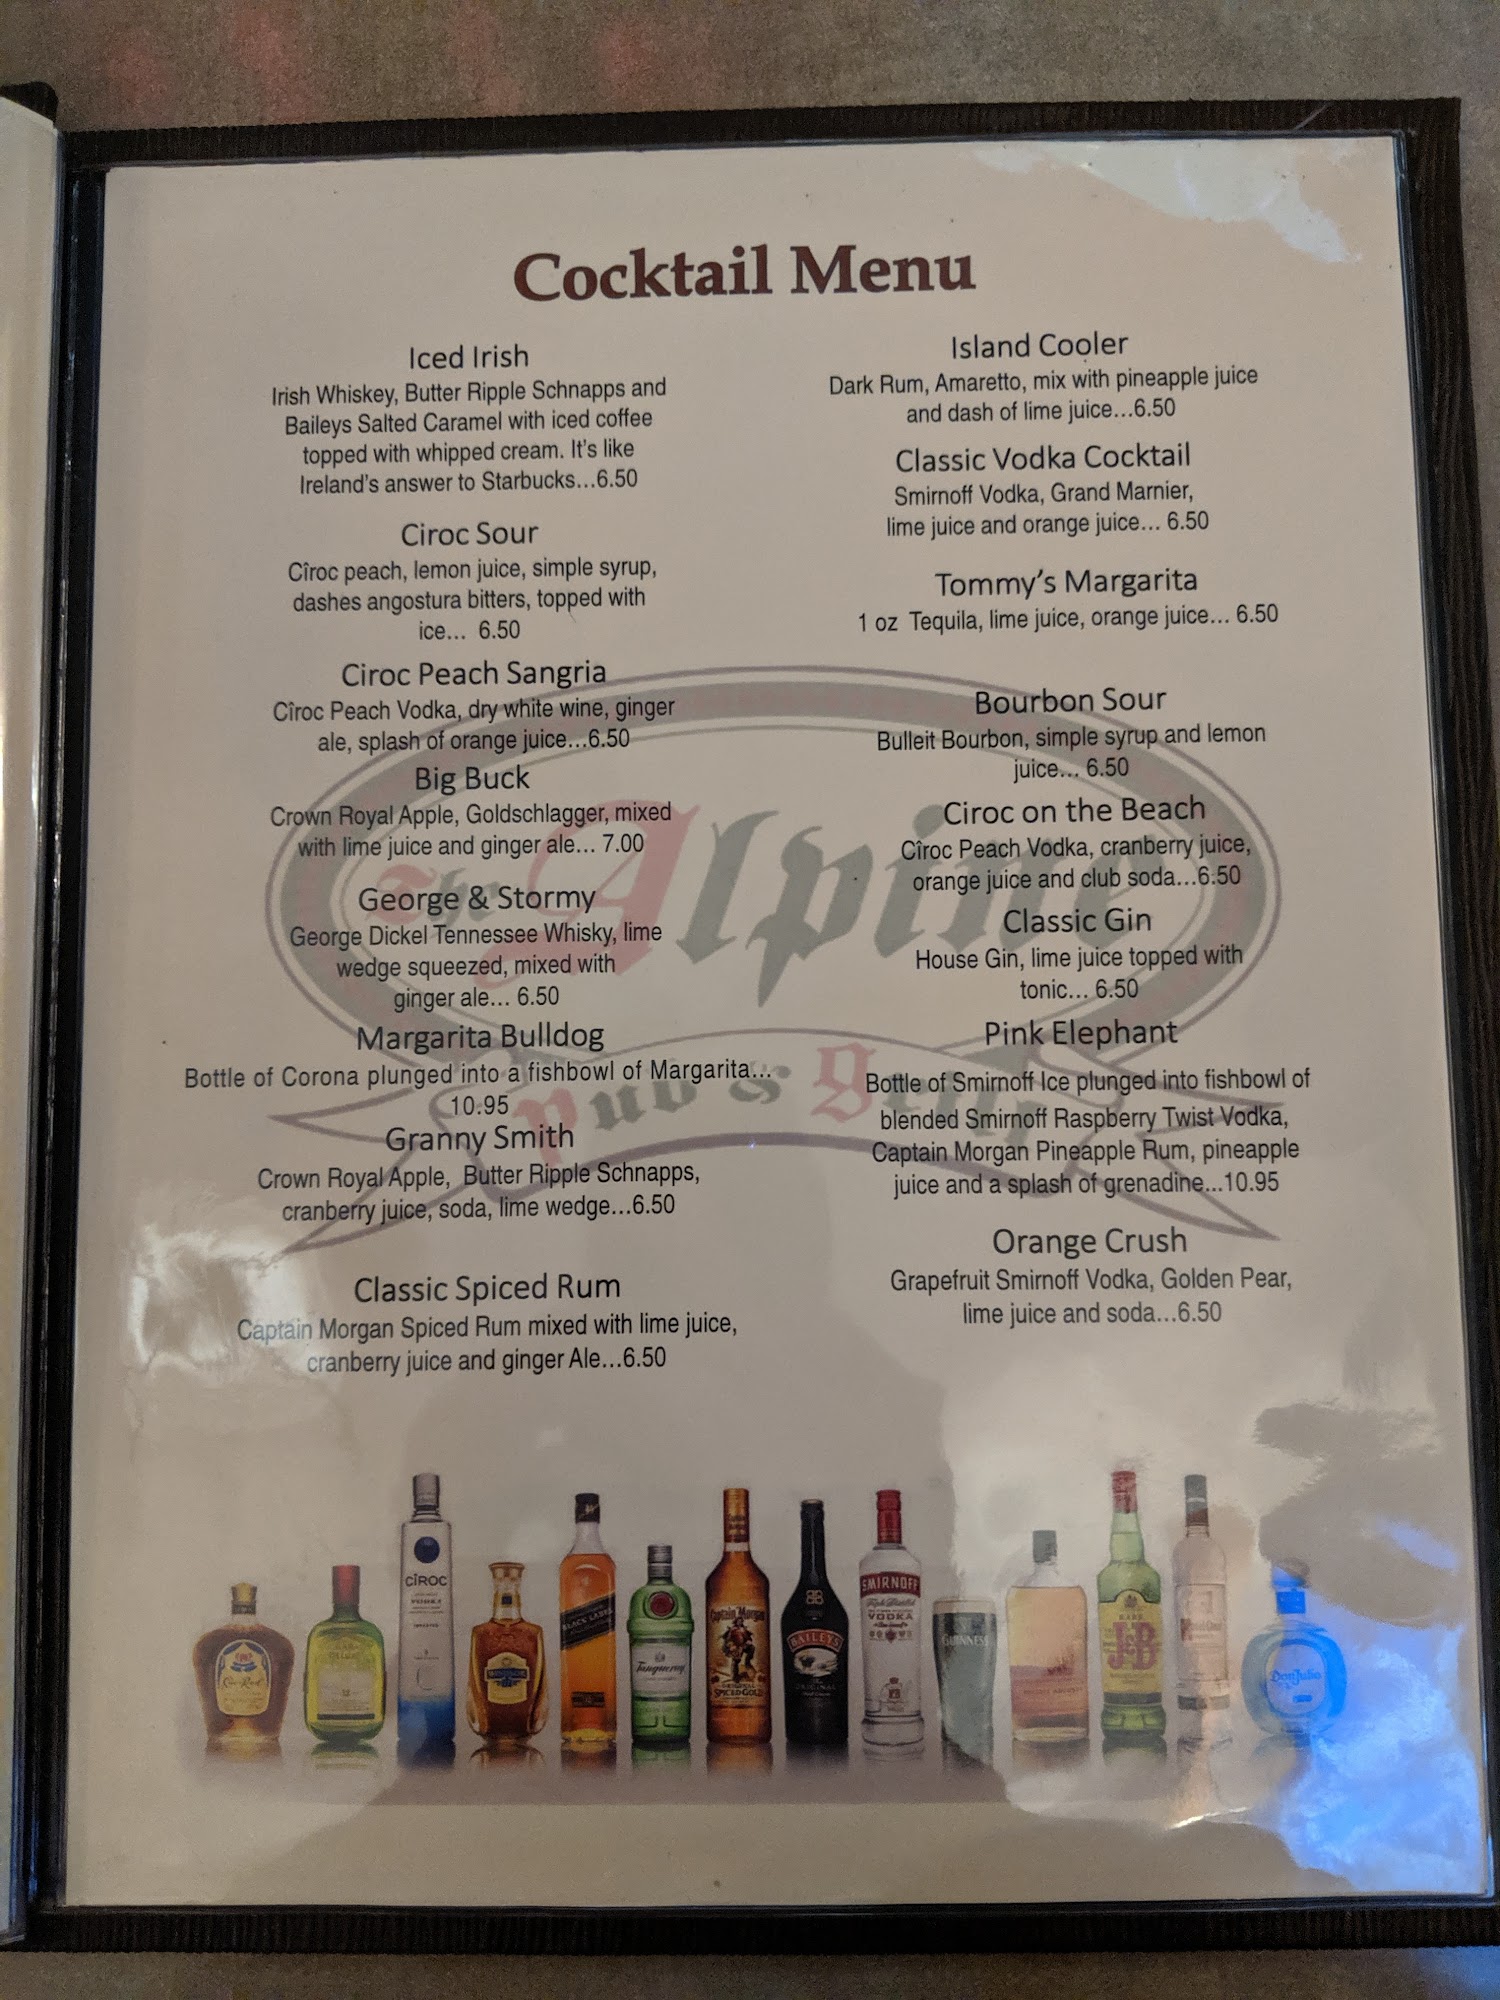 Cocktail Menu
Iced Irish
Irish Whiskey, Butter Ripple Schnapps and
Baileys Salted Caramel with iced coffee
topped with whipped cream. It's like
Ireland's answer to Starbucks...6.50
Ciroc Sour
Cîroc peach, lemon juice, simple syrup,
dashes angostura bitters, topped with
ice... 6.50
Ciroc Peach Sangria
Cîroc Peach Vodka, dry white wine, ginger
ale, splash of orange juice...6.50
Big Buck
Crown Royal Apple, Goldschlagger, mixed
with lime juice and ginger ale... 7.00
George & Stormy
George Dickel Tennessee Whisky, lime
wedge squeezed, mixed with
ginger ale... 6.50
Margarita Bulldog
Bottle of Corona plunged into a fishbowl of Margarita...
10.95
Granny Smith
Crown Royal Apple, Butter Ripple Schnapps,
cranberry juice, soda, lime wedge...6.50
Classic Spiced Rum
Captain Morgan Spiced Rum mixed with lime juice,
cranberry juice and ginger Ale...6.50
Island Cooler
Dark Rum, Amaretto, mix with pineapple juice
and dash of lime juice...6.50
Classic Vodka Cocktail
Smirnoff Vodka, Grand Marnier,
lime juice and orange juice... 6.50
Tommy's Margarita
1 oz Tequila, lime juice, orange juice... 6.50
Bourbon Sour
Bulleit Bourbon, simple syrup and lemon
juice... 6.50
Ciroc on the Beach
Cîroc Peach Vodka, cranberry juice,
orange juice and club soda...6.50
Classic Gin
House Gin, lime juice topped with
tonic... 6.50
Pink Elephant
Bottle of Smirnoff Ice plunged into fishbowl of
blended Smirnoff Raspberry Twist Vodka,
Captain Morgan Pineapple Rum, pineapple
juice and a splash of grenadine...10.95
Orange Crush
Grapefruit Smirnoff Vodka, Golden Pear,
lime juice and soda...6.50
The Alpine
Pub & Grill
CÎROC
VODKA
BLACK LABEL
Tanqueray
Captain Morgan
ORIGINAL
SPICED GOLD
BAILEYS
ORIGINAL
SMIRNOFF
VODKA
GUINNESS
RARE
J&B
Don Julio